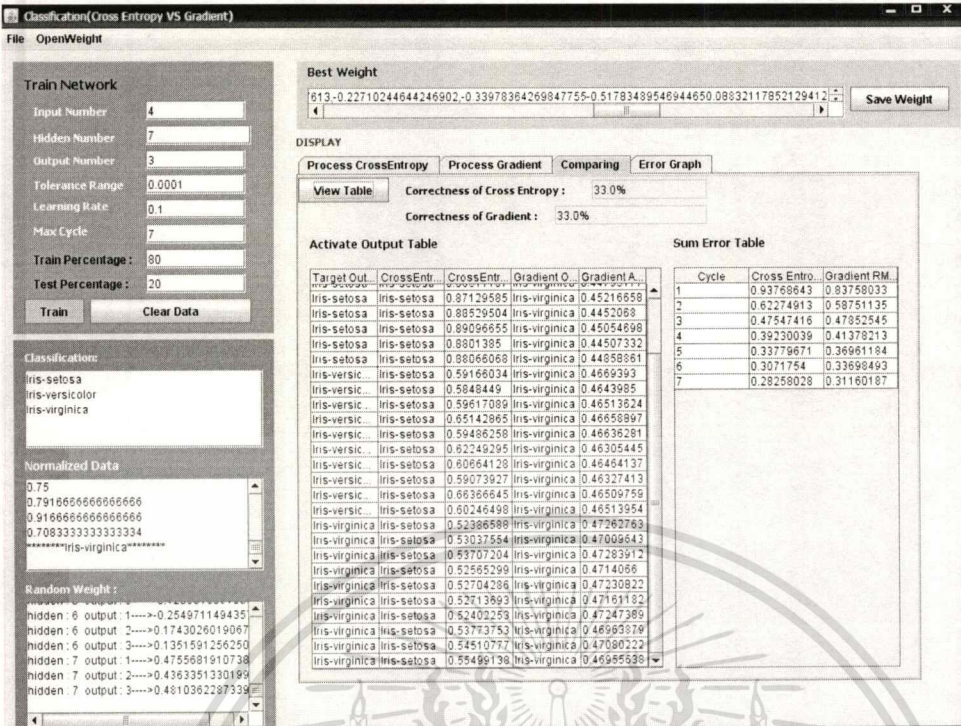 Classification(Cross Entropy VS Gradient)
File OpenWeight
Train Network
Input Number 4
Hidden Number 7
Output Number 3
Tolerance Range 0.0001
Learning Rate 0.1
Max Cycle 7
Train Percentage : 80
Test Percentage : 20
Train Clear Data
Classification:
Iris-setosa
Iris-versicolor
Iris-virginica
Normalized Data
0.75
0.7916666666666666
0.9166666666666666
0.7083333333333334
********Iris-virginica********
Random Weight :
hidden : 6 output : 1---->-0.254971149435
hidden : 6 output : 2---->0.1743026019067
hidden : 6 output : 3---->0.1351591256250
hidden : 7 output : 1---->0.4755681910738
hidden : 7 output : 2---->0.4363351330199
hidden : 7 output : 3---->0.4810362287339
Best Weight
613,-0.22710244644246902,-0.33978364269847755-0.51783489546944650.08832117852129412
Save Weight
DISPLAY
Process CrossEntropy Process Gradient Comparing Error Graph
View Table Correctness of Cross Entropy : 33.0%
Correctness of Gradient : 33.0%
Activate Output Table
Target Out... CrossEntr... CrossEntr... Gradient O... Gradient A...
Iris-setosa Iris-setosa 0.87129585 Iris-virginica 0.45216658
Iris-setosa Iris-setosa 0.88529504 Iris-virginica 0.4452068
Iris-setosa Iris-setosa 0.89096655 Iris-virginica 0.45054698
Iris-setosa Iris-setosa 0.8801385 Iris-virginica 0.44507332
Iris-setosa Iris-setosa 0.88066068 Iris-virginica 0.44858861
Iris-versic... Iris-setosa 0.59166034 Iris-virginica 0.4669393
Iris-versic... Iris-setosa 0.5848449 Iris-virginica 0.4643985
Iris-versic... Iris-setosa 0.59617089 Iris-virginica 0.46513624
Iris-versic... Iris-setosa 0.65142865 Iris-virginica 0.46658897
Iris-versic... Iris-setosa 0.59486258 Iris-virginica 0.46636281
Iris-versic... Iris-setosa 0.62249295 Iris-virginica 0.46305445
Iris-versic... Iris-setosa 0.60664128 Iris-virginica 0.46464137
Iris-versic... Iris-setosa 0.59073927 Iris-virginica 0.46327413
Iris-versic... Iris-setosa 0.66366645 Iris-virginica 0.46509759
Iris-versic... Iris-setosa 0.60246498 Iris-virginica 0.46513954
Iris-virginica Iris-setosa 0.52386588 Iris-virginica 0.47262763
Iris-virginica Iris-setosa 0.53037554 Iris-virginica 0.47009643
Iris-virginica Iris-setosa 0.53707204 Iris-virginica 0.47283912
Iris-virginica Iris-setosa 0.52565299 Iris-virginica 0.4714066
Iris-virginica Iris-setosa 0.52704286 Iris-virginica 0.47230822
Iris-virginica Iris-setosa 0.52713693 Iris-virginica 0.47161182
Iris-virginica Iris-setosa 0.52402253 Iris-virginica 0.47247389
Iris-virginica Iris-setosa 0.53773753 Iris-virginica 0.46963879
Iris-virginica Iris-setosa 0.54510777 Iris-virginica 0.47086222
Iris-virginica Iris-setosa 0.55499138 Iris-virginica 0.46955638
Sum Error Table
Cycle Cross Entro... Gradient RM...
1 0.93768643 0.83758033
2 0.62274913 0.58751135
3 0.47547416 0.47852545
4 0.39230039 0.41378213
5 0.33779671 0.36961184
6 0.3071754 0.33698493
7 0.28258028 0.31160187